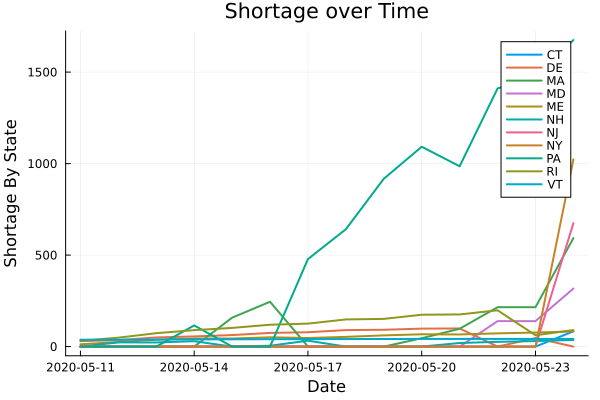 Shortage over Time
Shortage By State
1500
1000
500
0
CT
DE
MA
MD
ME
NH
NJ
NY
PA
RI
VT
2020-05-11
2020-05-14
2020-05-17
2020-05-20
2020-05-23
Date